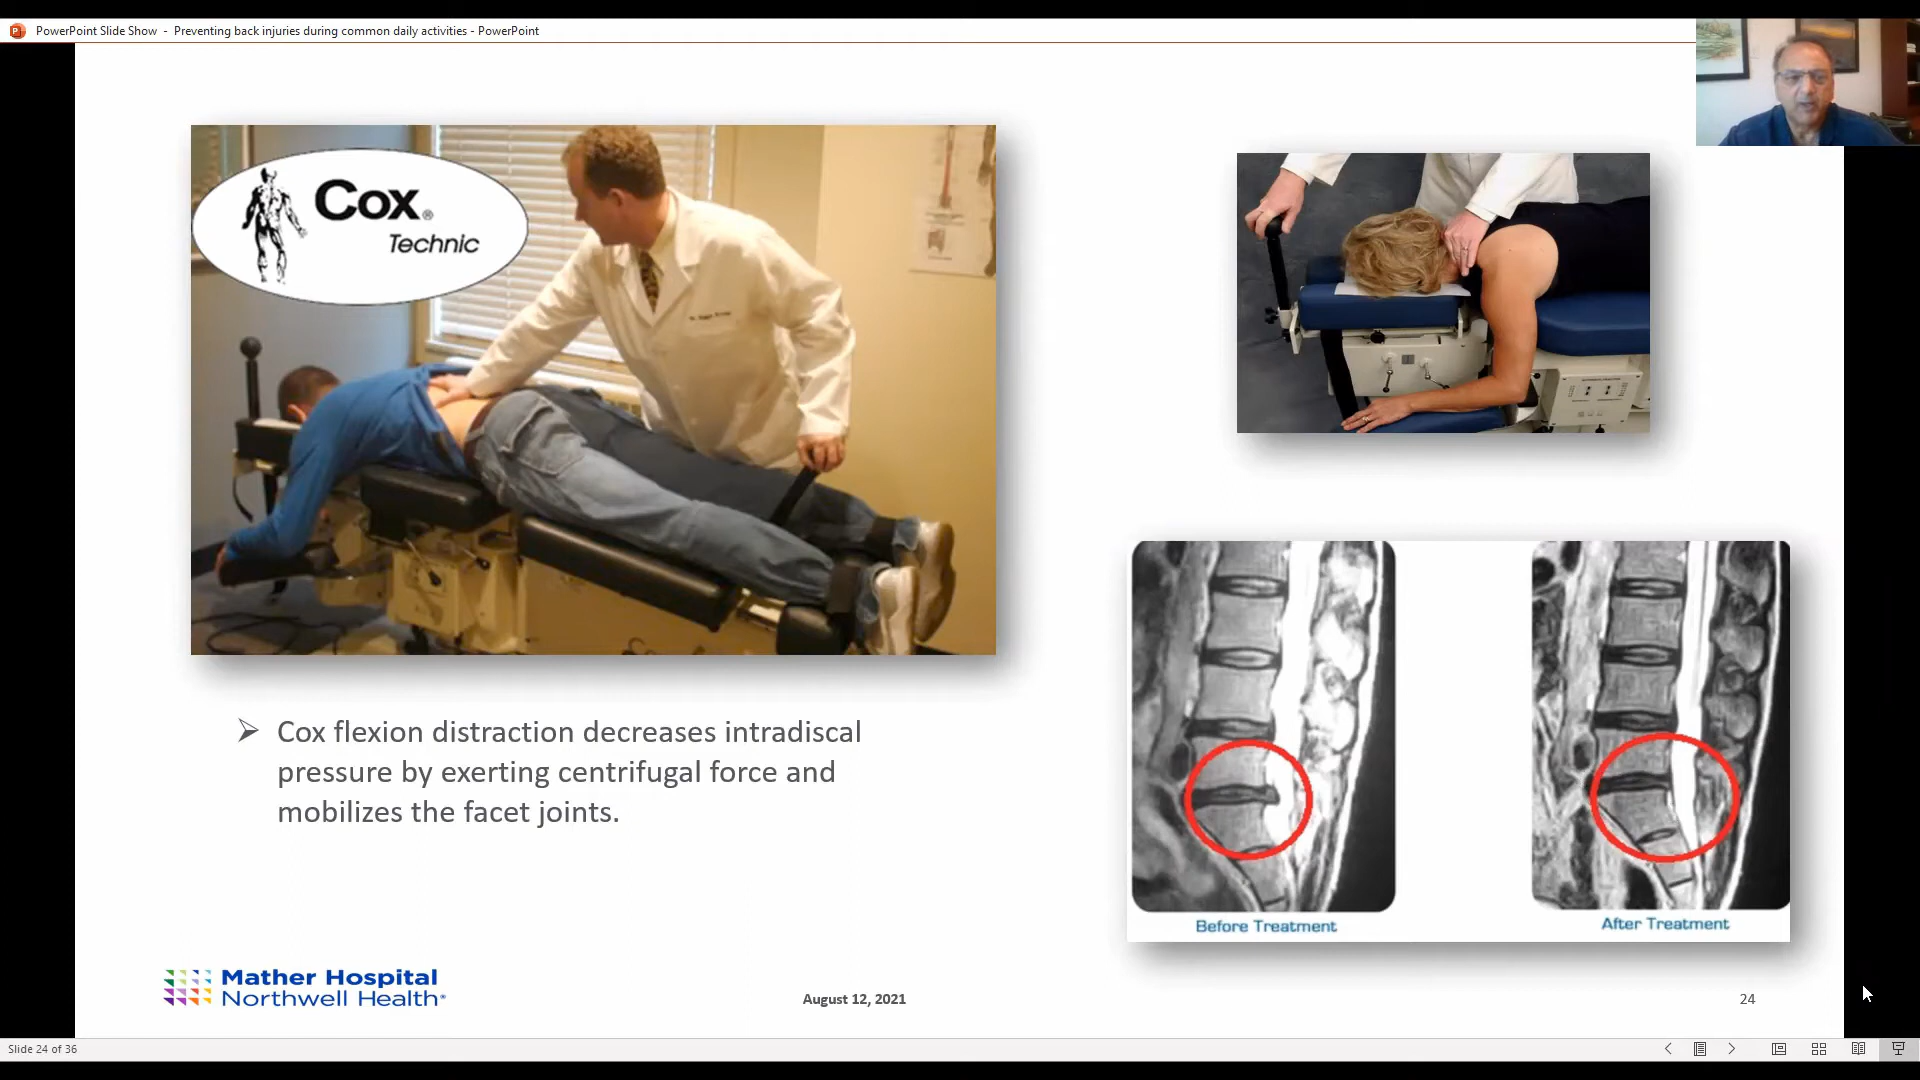 PowerPoint Slide Show - Preventing back injuries during common daily activities - PowerPoint
Cox®
Technic
➢ Cox flexion distraction decreases intradiscal
pressure by exerting centrifugal force and
mobilizes the facet joints.
Before Treatment
After Treatment
Mather Hospital
Northwell Health®
August 12, 2021
24
Slide 24 of 36